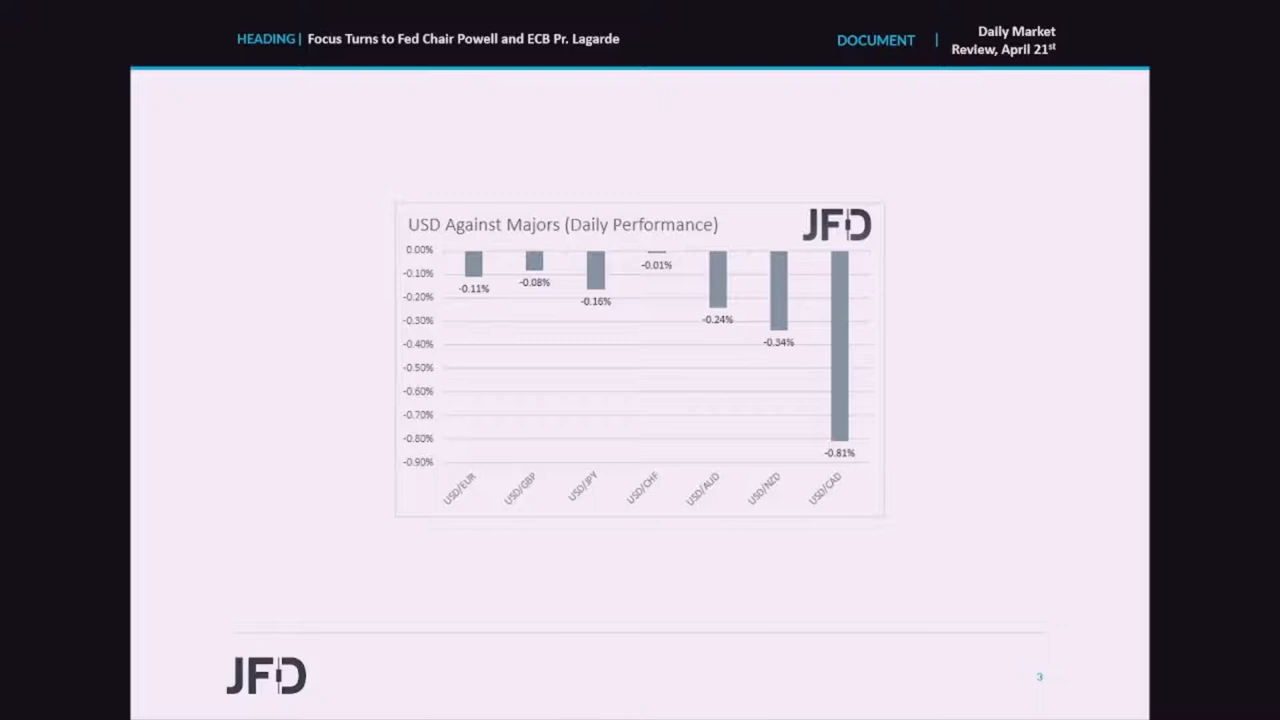 HEADING| Focus Turns to Fed Chair Powell and ECB Pr. Lagarde
DOCUMENT | Daily Market
Review, April 21st
USD Against Majors (Daily Performance)
JFD
0.00%
-0.10%
-0.20%
-0.30%
-0.40%
-0.50%
-0.60%
-0.70%
-0.80%
-0.90%
-0.11%
-0.08%
-0.16%
-0.01%
-0.24%
-0.34%
-0.81%
USD/EUR
USD/GBP
USD/JPY
USD/CHF
USD/AUD
USD/NZD
USD/CAD
JFD
3